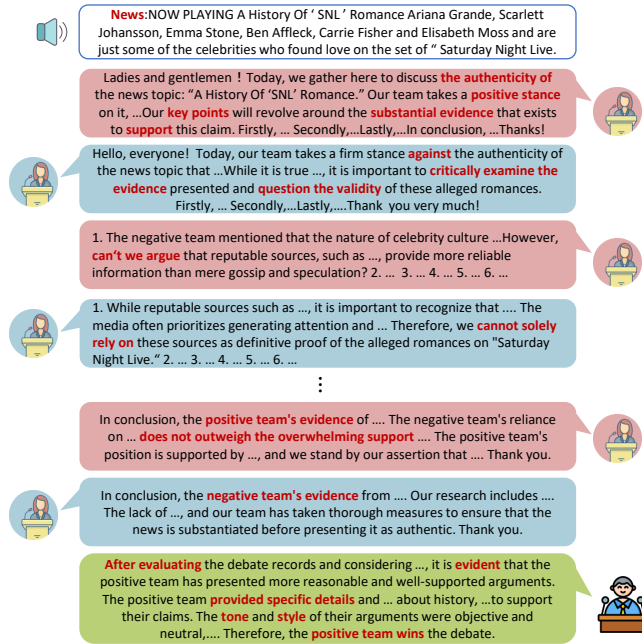 News:NOW PLAYING A History Of ‘ SNL ’ Romance Ariana Grande, Scarlett
Johansson, Emma Stone, Ben Affleck, Carrie Fisher and Elisabeth Moss and are
just some of the celebrities who found love on the set of “ Saturday Night Live.
Ladies and gentlemen！Today, we gather here to discuss the authenticity of
the news topic: “A History Of ‘SNL’ Romance.” Our team takes a positive stance
on it, …Our key points will revolve around the substantial evidence that exists
to support this claim. Firstly, … Secondly,…Lastly,…In conclusion, …Thanks!
Hello, everyone! Today, our team takes a firm stance against the authenticity of
the news topic that …While it is true …, it is important to critically examine the
evidence presented and question the validity of these alleged romances.
Firstly, … Secondly,…Lastly,….Thank you very much!
1. The negative team mentioned that the nature of celebrity culture …However,
can‘t we argue that reputable sources, such as …, provide more reliable
information than mere gossip and speculation? 2. … 3. … 4. … 5. … 6. …
1. While reputable sources such as …, it is important to recognize that …. The
media often prioritizes generating attention and … Therefore, we cannot solely
rely on these sources as definitive proof of the alleged romances on "Saturday
Night Live.“ 2. … 3. … 4. … 5. … 6. …
⋮
In conclusion, the positive team's evidence of …. The negative team's reliance
on … does not outweigh the overwhelming support …. The positive team's
position is supported by …, and we stand by our assertion that …. Thank you.
In conclusion, the negative team's evidence from …. Our research includes ….
The lack of …, and our team has taken thorough measures to ensure that the
news is substantiated before presenting it as authentic. Thank you.
After evaluating the debate records and considering …, it is evident that the
positive team has presented more reasonable and well-supported arguments.
The positive team provided specific details and … about history, …to support
their claims. The tone and style of their arguments were objective and
neutral,…. Therefore, the positive team wins the debate.